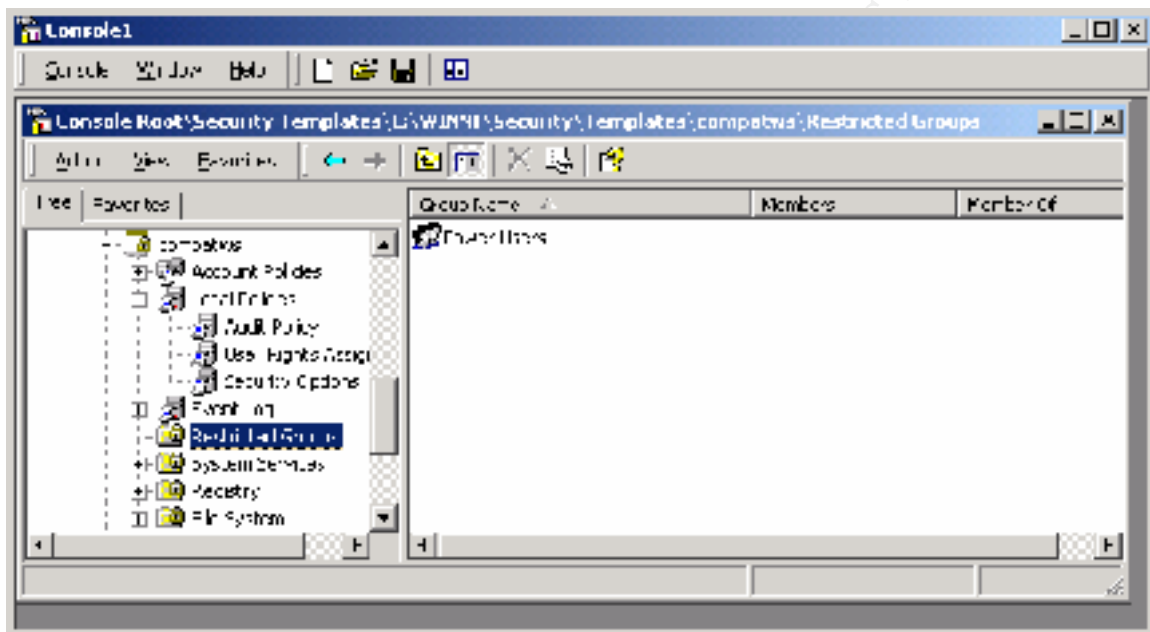 Console1
Console Window Help
Console Root\Security Templates\C:\WINNT\Security\Templates\compatws\Restricted Groups
Action View Favorites
Tree Favorites
Group Name Members Member Of
compatws
Power Users
Account Policies
Local Policies
Audit Policy
User Rights Assig
Security Options
Event Log
Restricted Groups
System Services
Registry
File System